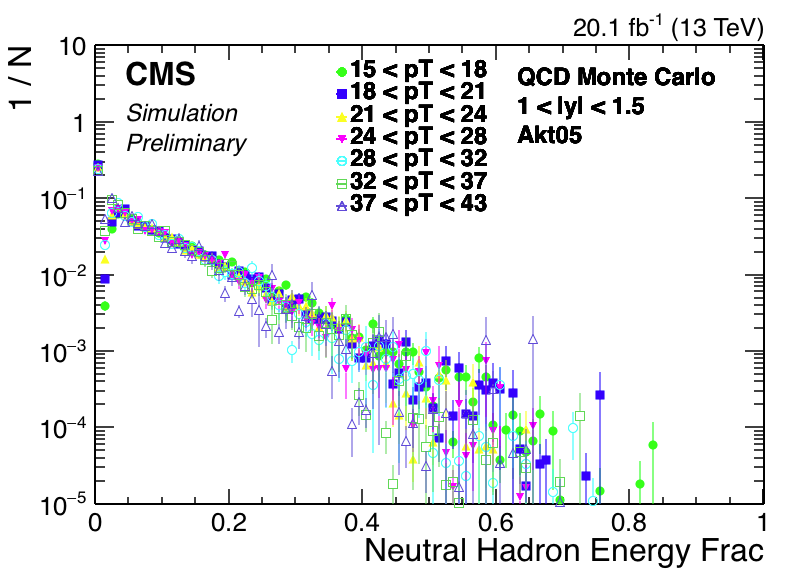 20.1 fb⁻¹ (13 TeV)
1 / N
CMS
Simulation
Preliminary
15 < pT < 18
18 < pT < 21
21 < pT < 24
24 < pT < 28
28 < pT < 32
32 < pT < 37
37 < pT < 43
QCD Monte Carlo
1 < lyl < 1.5
Akt05
10
1
10⁻¹
10⁻²
10⁻³
10⁻⁴
10⁻⁵
0 0.2 0.4 0.6 0.8 1
Neutral Hadron Energy Frac